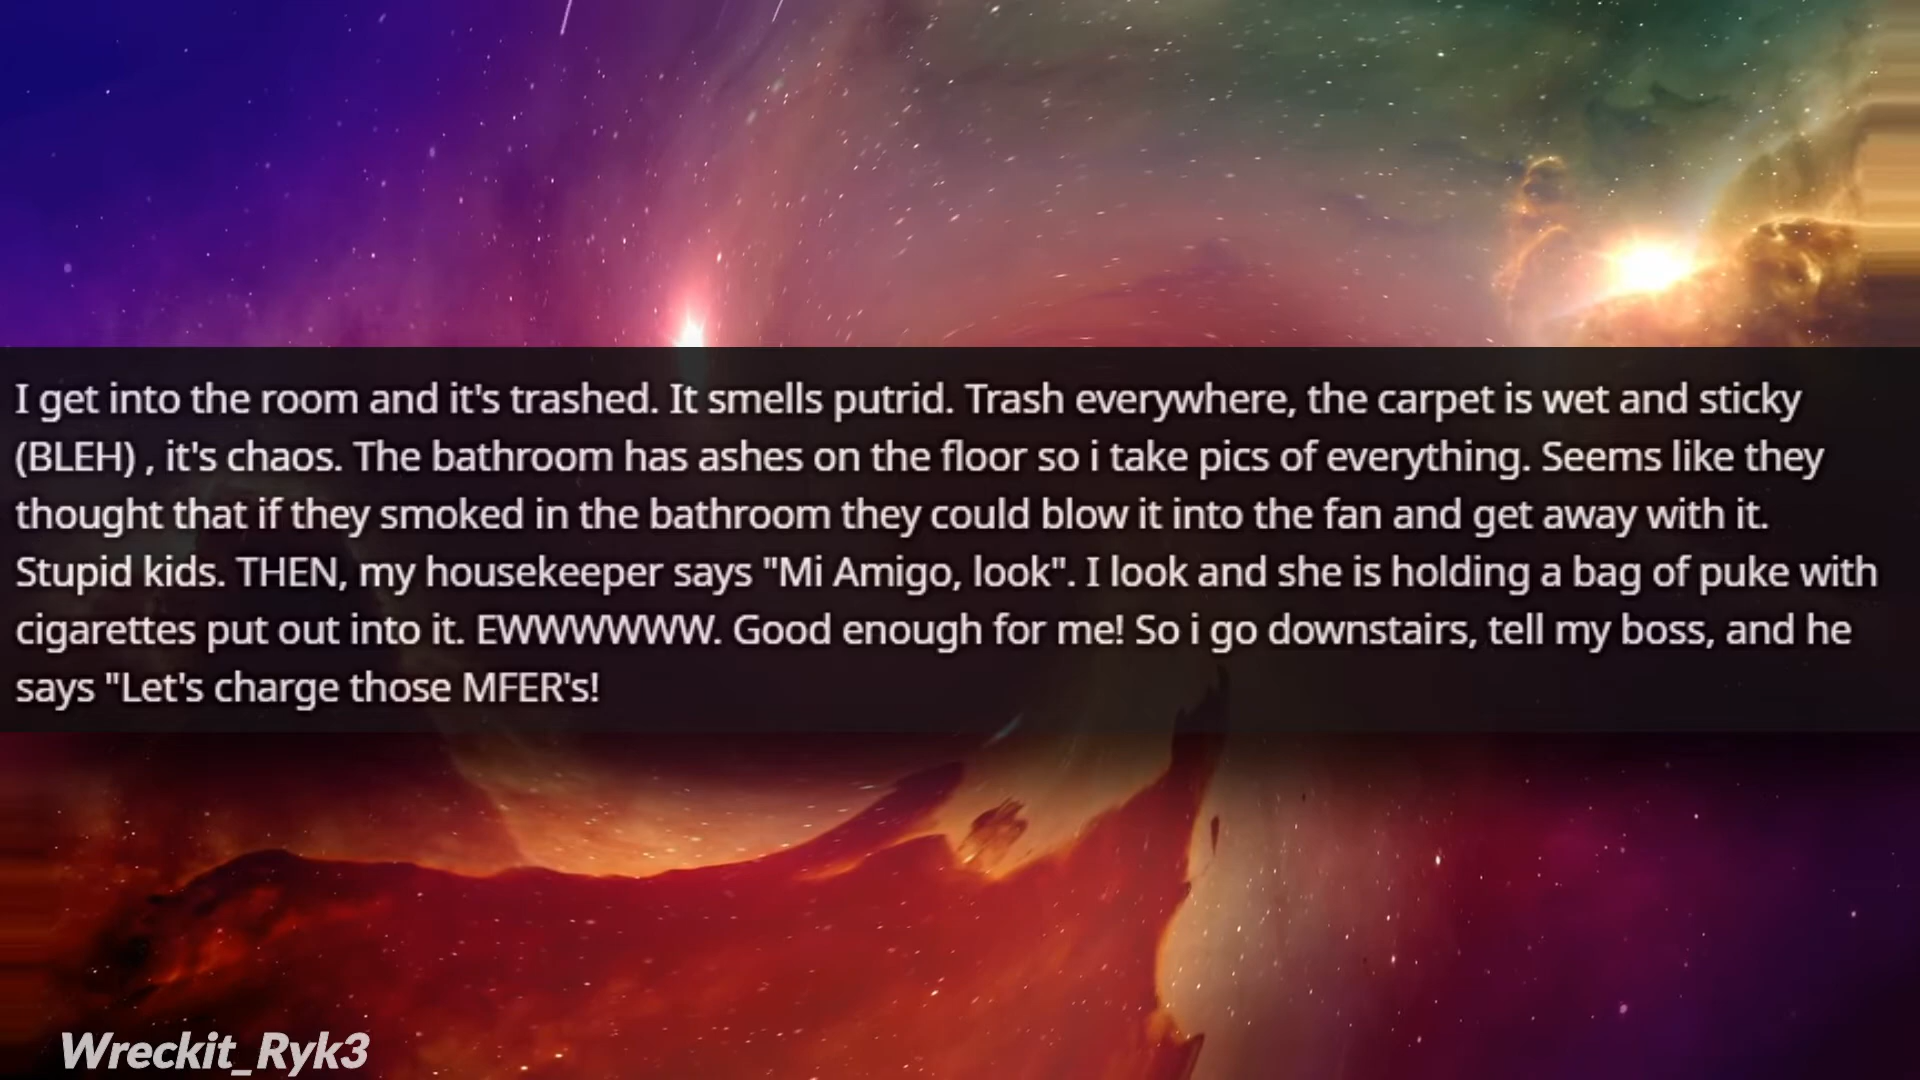 I get into the room and it's trashed. It smells putrid. Trash everywhere, the carpet is wet and sticky
(BLEH) , it's chaos. The bathroom has ashes on the floor so i take pics of everything. Seems like they
thought that if they smoked in the bathroom they could blow it into the fan and get away with it.
Stupid kids. THEN, my housekeeper says "Mi Amigo, look". I look and she is holding a bag of puke with
cigarettes put out into it. EWWWWWW. Good enough for me! So i go downstairs, tell my boss, and he
says "Let's charge those MFER's!
Wreckit_Ryk3